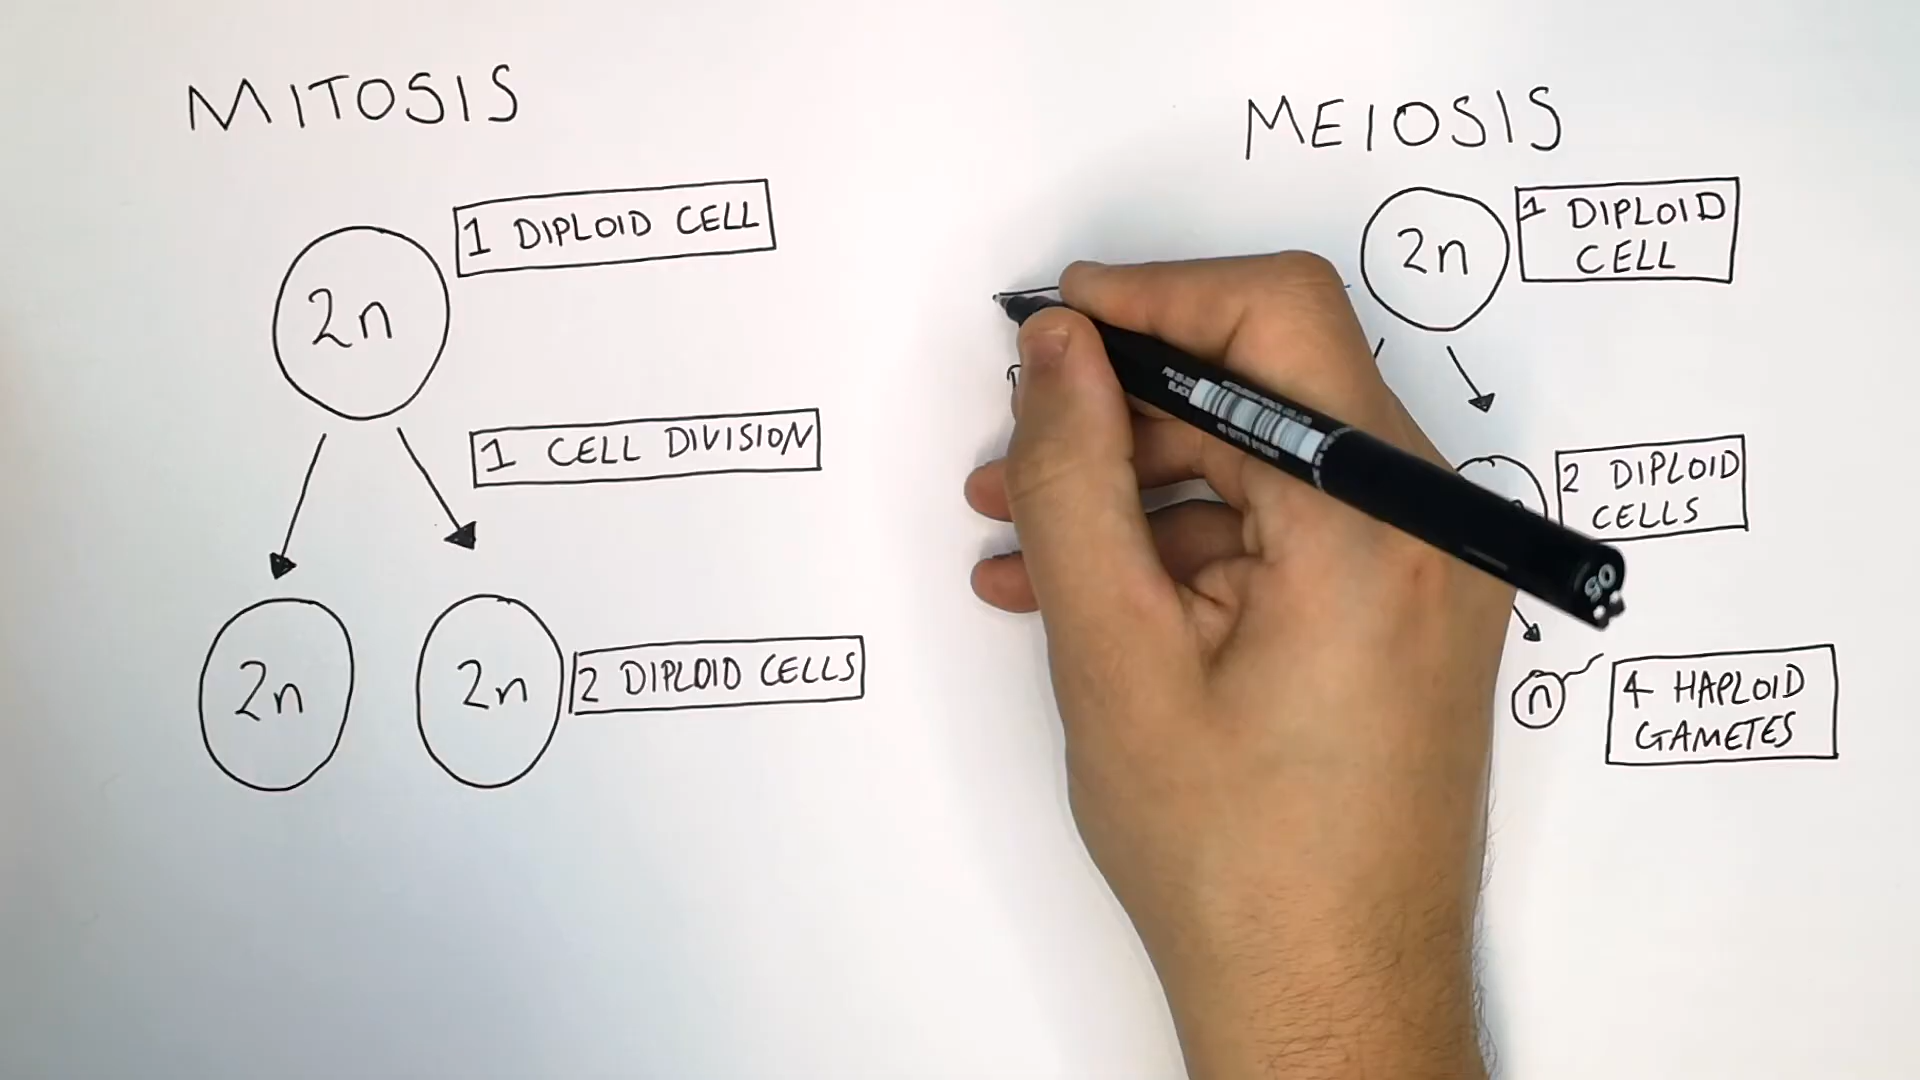 MITOSIS
1 DIPLOID CELL
2n
1 CELL DIVISION
2n
2n
2 DIPLOID CELLS
MEIOSIS
2n
1 DIPLOID
CELL
2 DIPLOID
CELLS
n
4 HAPLOID
GAMETES
05